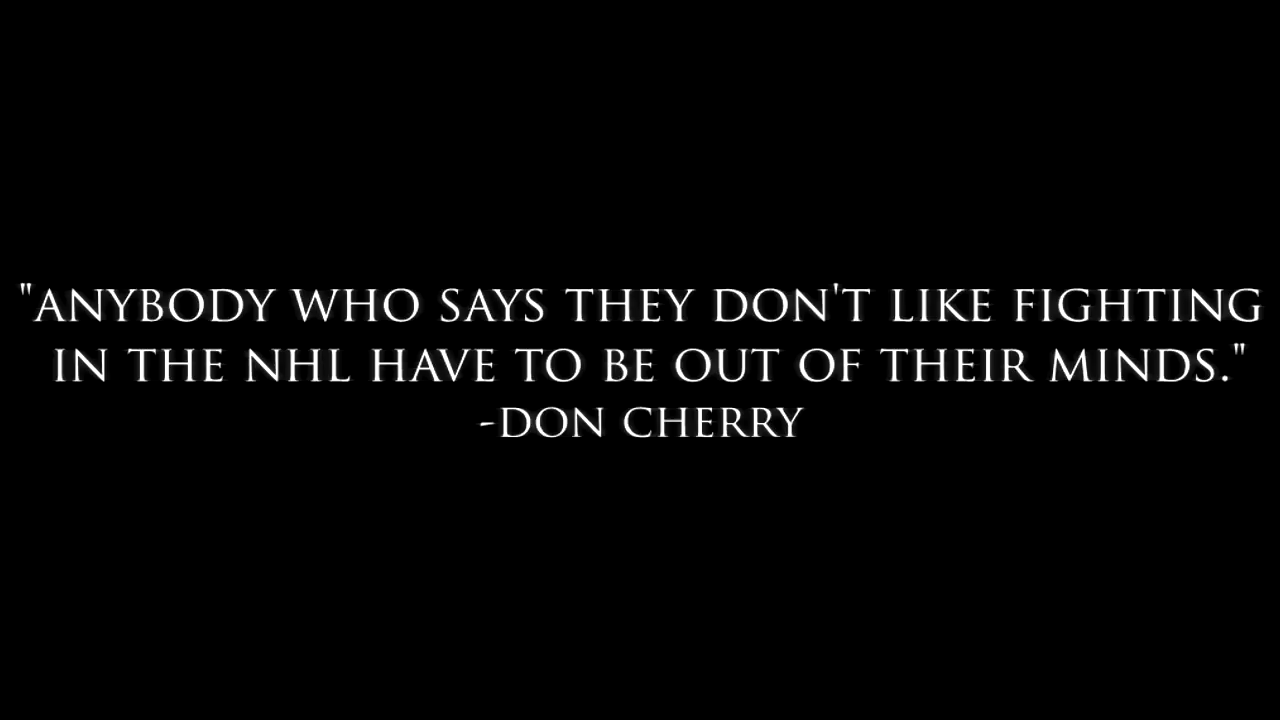 "ANYBODY WHO SAYS THEY DON'T LIKE FIGHTING
IN THE NHL HAVE TO BE OUT OF THEIR MINDS."
-DON CHERRY